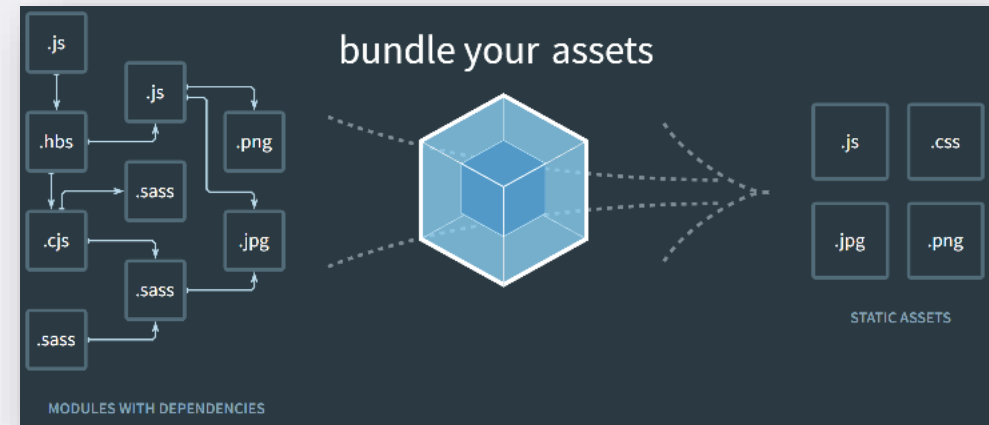 bundle your assets
.js
.js
.hbs
.png
.sass
.cjs
.jpg
.sass
.sass
MODULES WITH DEPENDENCIES
.js
.css
.jpg
.png
STATIC ASSETS